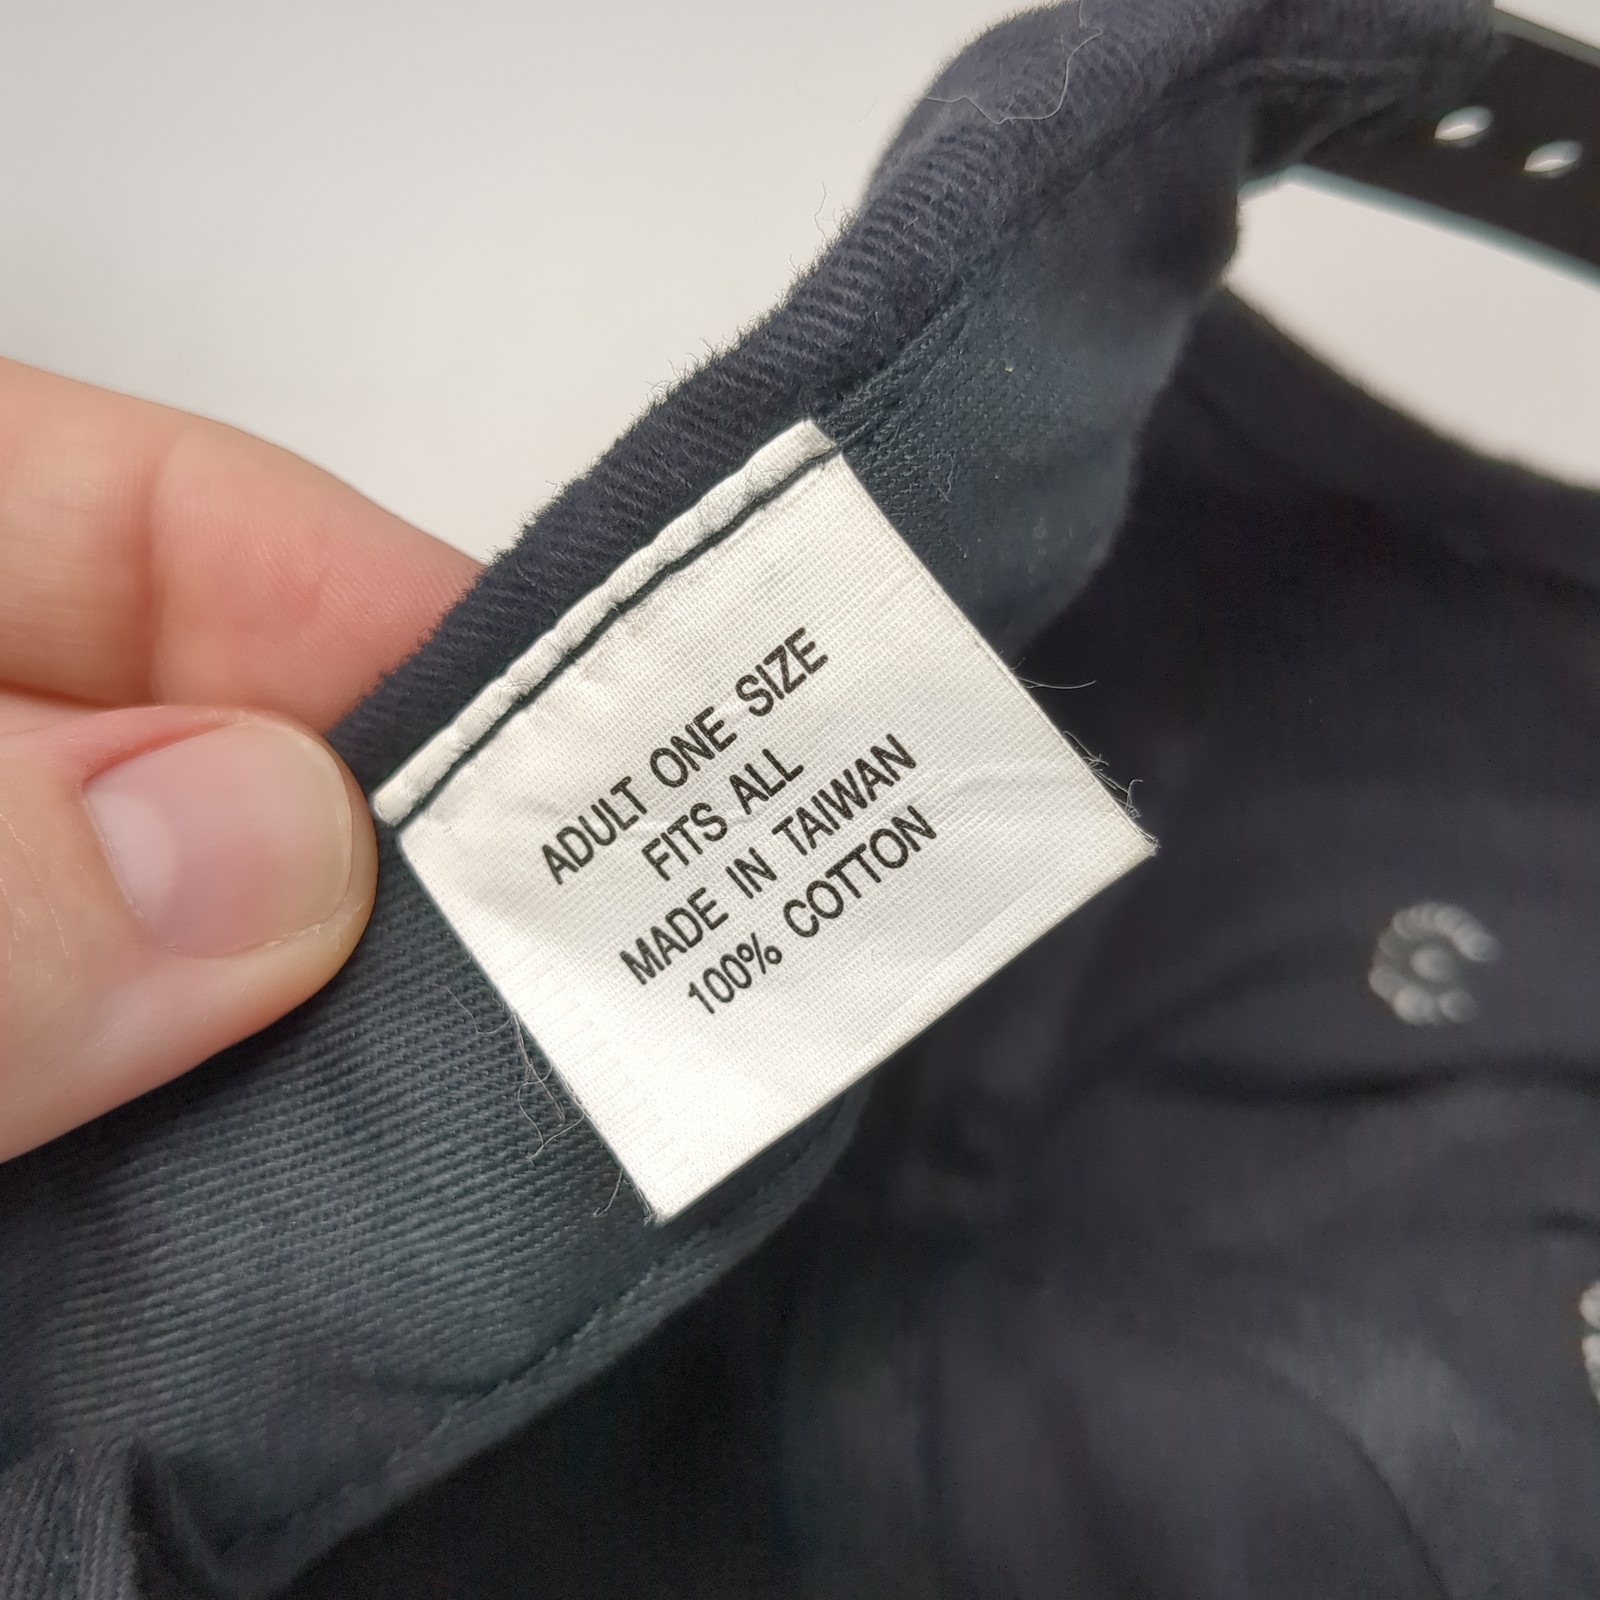 ADULT ONE SIZE
FITS ALL
MADE IN TAIWAN
100% COTTON